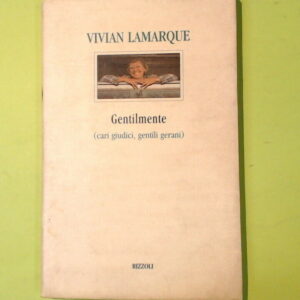 VIVIAN LAMARQUE
Gentilmente
(cari giudici, gentili gerani)
RIZZOLI